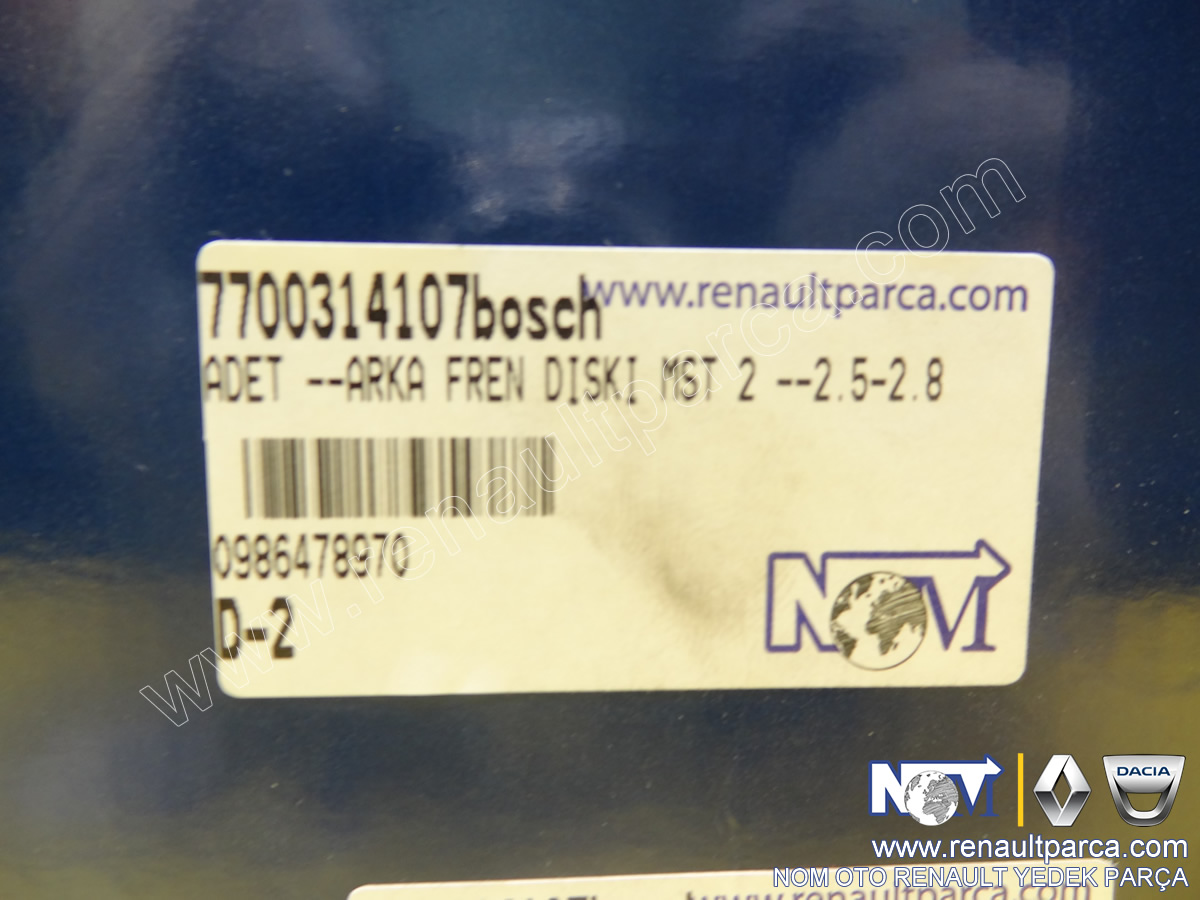 7700314107bosch
www.renaultparca.com
ADET --ARKA FREN DISKI MST 2 --2.5-2.8
0986478970
D-2
NOM
www.renaultparca.com
NOM
DACIA
www.renaultparca.com
NOM OTO RENAULT YEDEK PARÇA
www.renaultparca.com